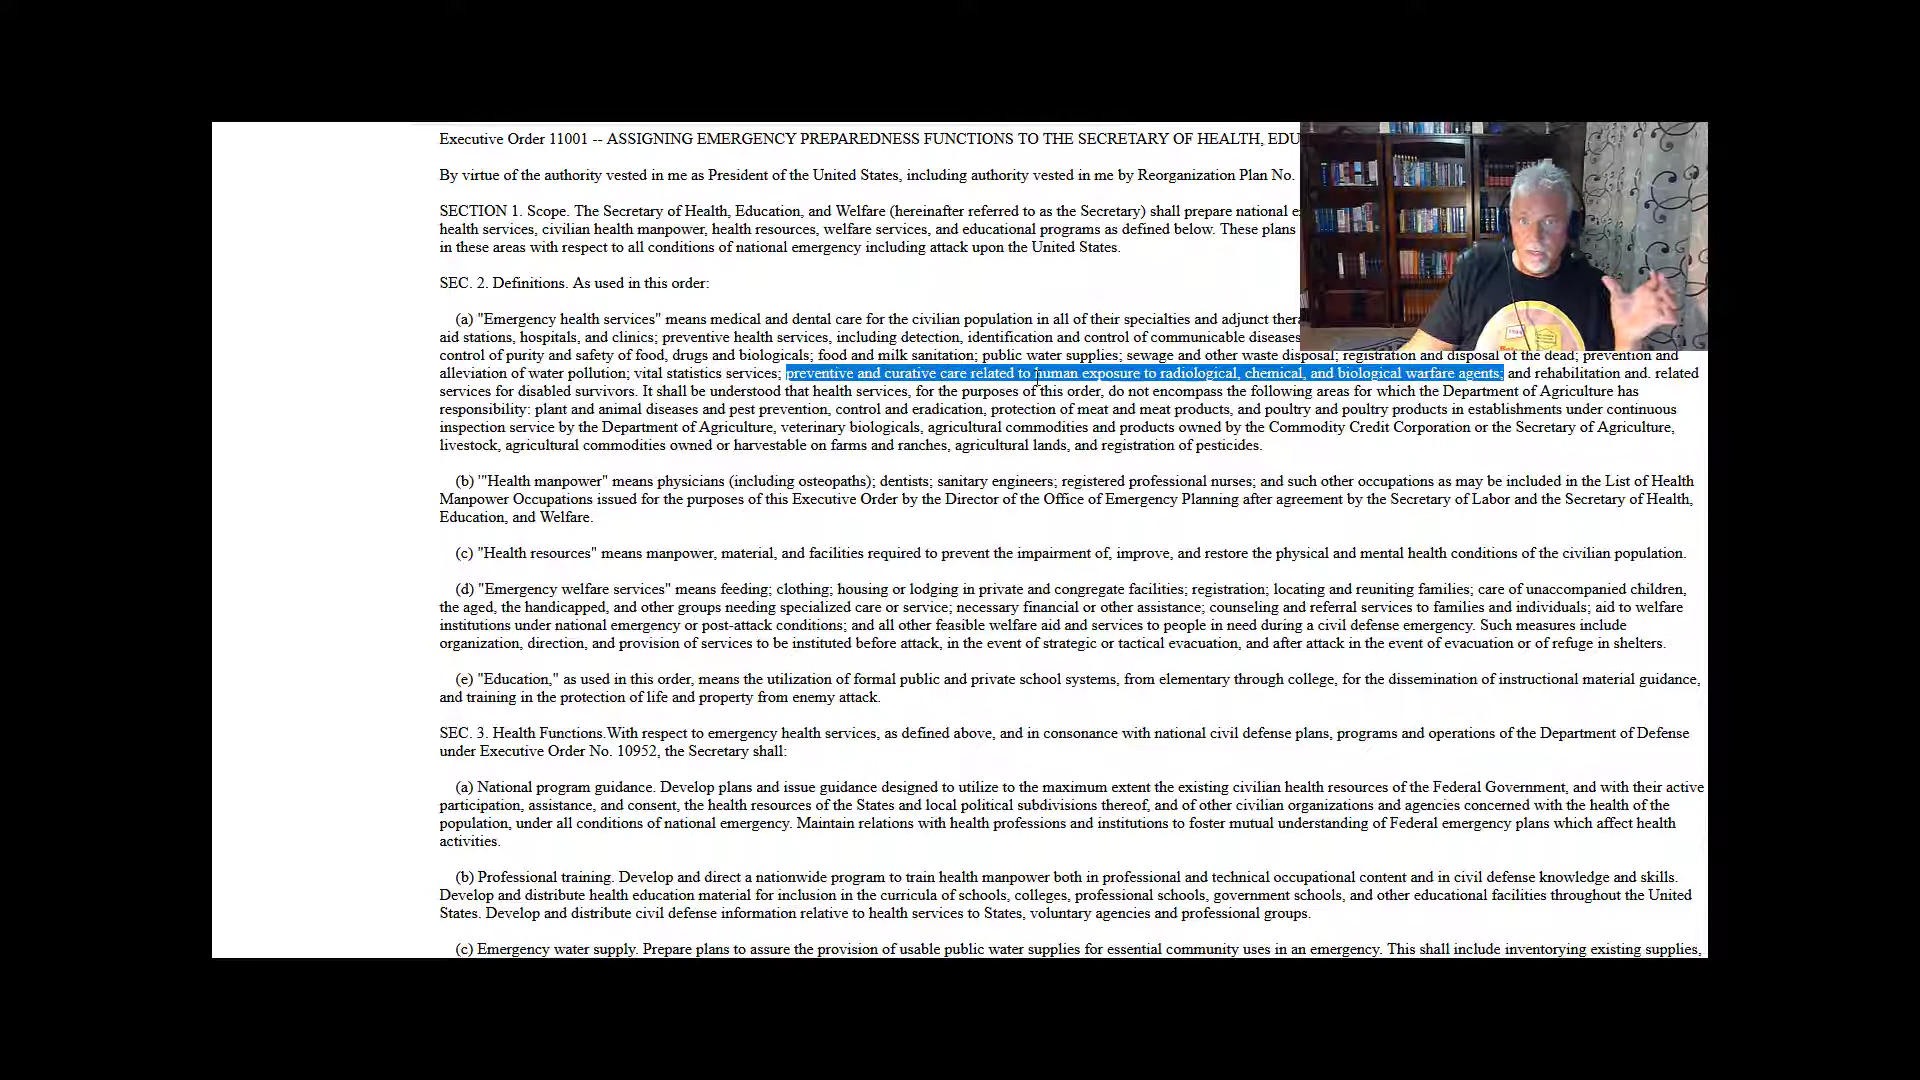 Executive Order 11001 -- ASSIGNING EMERGENCY PREPAREDNESS FUNCTIONS TO THE SECRETARY OF HEALTH, EDU
By virtue of the authority vested in me as President of the United States, including authority vested in me by Reorganization Plan No.
SECTION 1. Scope. The Secretary of Health, Education, and Welfare (hereinafter referred to as the Secretary) shall prepare national e
health services, civilian health manpower, health resources, welfare services, and educational programs as defined below. These plans
in these areas with respect to all conditions of national emergency including attack upon the United States.
SEC. 2. Definitions. As used in this order:
(a) "Emergency health services" means medical and dental care for the civilian population in all of their specialties and adjunct thera
aid stations, hospitals, and clinics; preventive health services, including detection, identification and control of communicable diseases
control of purity and safety of food, drugs and biologicals; food and milk sanitation; public water supplies; sewage and other waste disposal; registration and disposal of the dead; prevention and
alleviation of water pollution; vital statistics services; preventive and curative care related to human exposure to radiological, chemical, and biological warfare agents; and rehabilitation and. related
services for disabled survivors. It shall be understood that health services, for the purposes of this order, do not encompass the following areas for which the Department of Agriculture has
responsibility: plant and animal diseases and pest prevention, control and eradication, protection of meat and meat products, and poultry and poultry products in establishments under continuous
inspection service by the Department of Agriculture, veterinary biologicals, agricultural commodities and products owned by the Commodity Credit Corporation or the Secretary of Agriculture,
livestock, agricultural commodities owned or harvestable on farms and ranches, agricultural lands, and registration of pesticides.
(b) '"Health manpower" means physicians (including osteopaths); dentists; sanitary engineers; registered professional nurses; and such other occupations as may be included in the List of Health
Manpower Occupations issued for the purposes of this Executive Order by the Director of the Office of Emergency Planning after agreement by the Secretary of Labor and the Secretary of Health,
Education, and Welfare.
(c) "Health resources" means manpower, material, and facilities required to prevent the impairment of, improve, and restore the physical and mental health conditions of the civilian population.
(d) "Emergency welfare services" means feeding; clothing; housing or lodging in private and congregate facilities; registration; locating and reuniting families; care of unaccompanied children,
the aged, the handicapped, and other groups needing specialized care or service; necessary financial or other assistance; counseling and referral services to families and individuals; aid to welfare
institutions under national emergency or post-attack conditions; and all other feasible welfare aid and services to people in need during a civil defense emergency. Such measures include
organization, direction, and provision of services to be instituted before attack, in the event of strategic or tactical evacuation, and after attack in the event of evacuation or of refuge in shelters.
(e) "Education," as used in this order, means the utilization of formal public and private school systems, from elementary through college, for the dissemination of instructional material guidance,
and training in the protection of life and property from enemy attack.
SEC. 3. Health Functions.With respect to emergency health services, as defined above, and in consonance with national civil defense plans, programs and operations of the Department of Defense
under Executive Order No. 10952, the Secretary shall:
(a) National program guidance. Develop plans and issue guidance designed to utilize to the maximum extent the existing civilian health resources of the Federal Government, and with their active
participation, assistance, and consent, the health resources of the States and local political subdivisions thereof, and of other civilian organizations and agencies concerned with the health of the
population, under all conditions of national emergency. Maintain relations with health professions and institutions to foster mutual understanding of Federal emergency plans which affect health
activities.
(b) Professional training. Develop and direct a nationwide program to train health manpower both in professional and technical occupational content and in civil defense knowledge and skills.
Develop and distribute health education material for inclusion in the curricula of schools, colleges, professional schools, government schools, and other educational facilities throughout the United
States. Develop and distribute civil defense information relative to health services to States, voluntary agencies and professional groups.
(c) Emergency water supply. Prepare plans to assure the provision of usable public water supplies for essential community uses in an emergency. This shall include inventorying existing supplies,